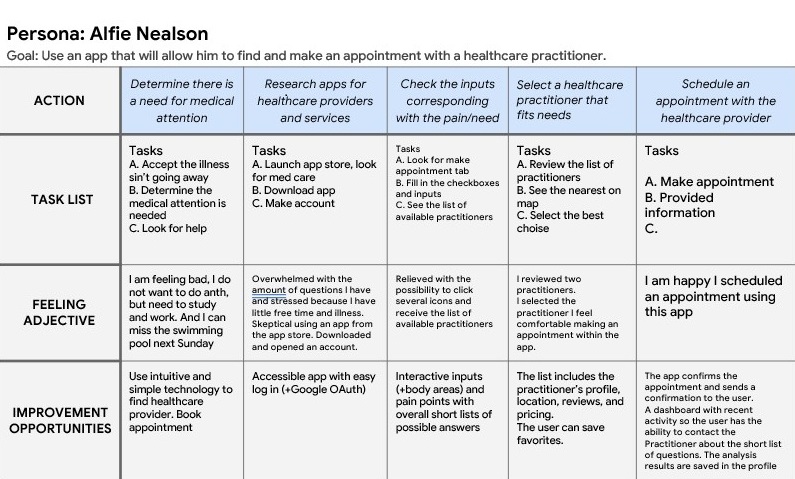 Persona: Alfie Nealson
Goal: Use an app that will allow him to find and make an appointment with a healthcare practitioner.
ACTION
Determine there is
a need for medical
attention
Research apps for
healthcare providers
and services
Check the inputs
corresponding
with the pain/need
Select a healthcare
practitioner that
fits needs
Schedule an
appointment with the
healthcare provider
TASK LIST
Tasks
A. Accept the illness
sin't going away
B. Determine the
medical attention is
needed
C. Look for help
Tasks
A. Launch app store, look
for med care
B. Download app
C. Make account
Tasks
A. Look for make
appointment tab
B. Fill in the checkboxes
and inputs
C. See the list of
available practitioners
Tasks
A. Review the list of
practitioners
B. See the nearest on
map
C. Select the best
choise
Tasks
A. Make appointment
B. Provided
information
C.
FEELING
ADJECTIVE
I am feeling bad, I do
not want to do anth,
but need to study
and work. And I can
miss the swimming
pool next Sunday
Overwhelmed with the
amount of questions I have
and stressed because I have
little free time and illness.
Skeptical using an app from
the app store. Downloaded
and opened an account.
Relieved with the
possibility to click
several icons and
receive the list of
available practitioners
I reviewed two
practitioners.
I selected the
practitioner I feel
comfortable making an
appointment within the
app.
I am happy I scheduled
an appointment using
this app
IMPROVEMENT
OPPORTUNITIES
Use intuitive and
simple technology to
find healthcare
provider. Book
appointment
Accessible app with easy
log in (+Google OAuth)
Interactive inputs
(+body areas) and
pain points with
overall short lists of
possible answers
The list includes the
practitioner's profile,
location, reviews, and
pricing.
The user can save
favorites.
The app confirms the
appointment and sends a
confirmation to the user.
A dashboard with recent
activity so the user has the
ability to contact the
Practitioner about the short list
of questions. The analysis
results are saved in the profile